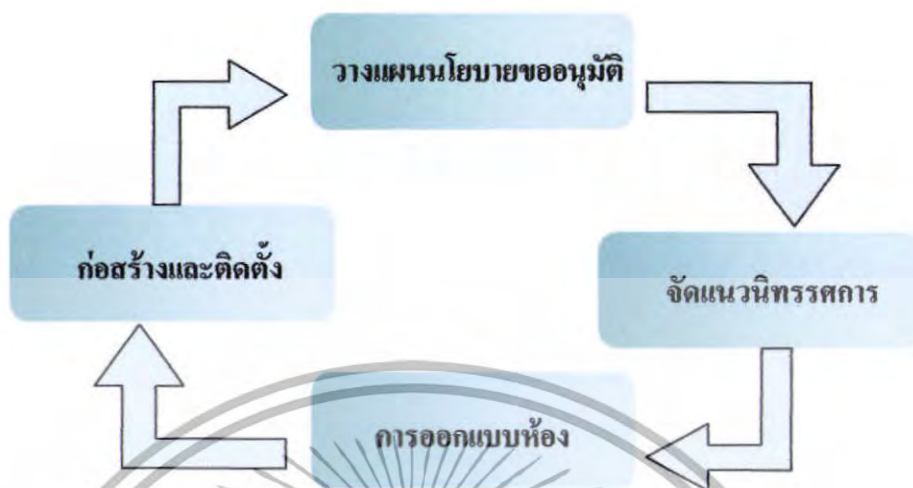 วางแผนนโยบายขออนุมัติ
จัดแนวนิทรรศการ
การออกแบบห้อง
ก่อสร้างและติดตั้ง